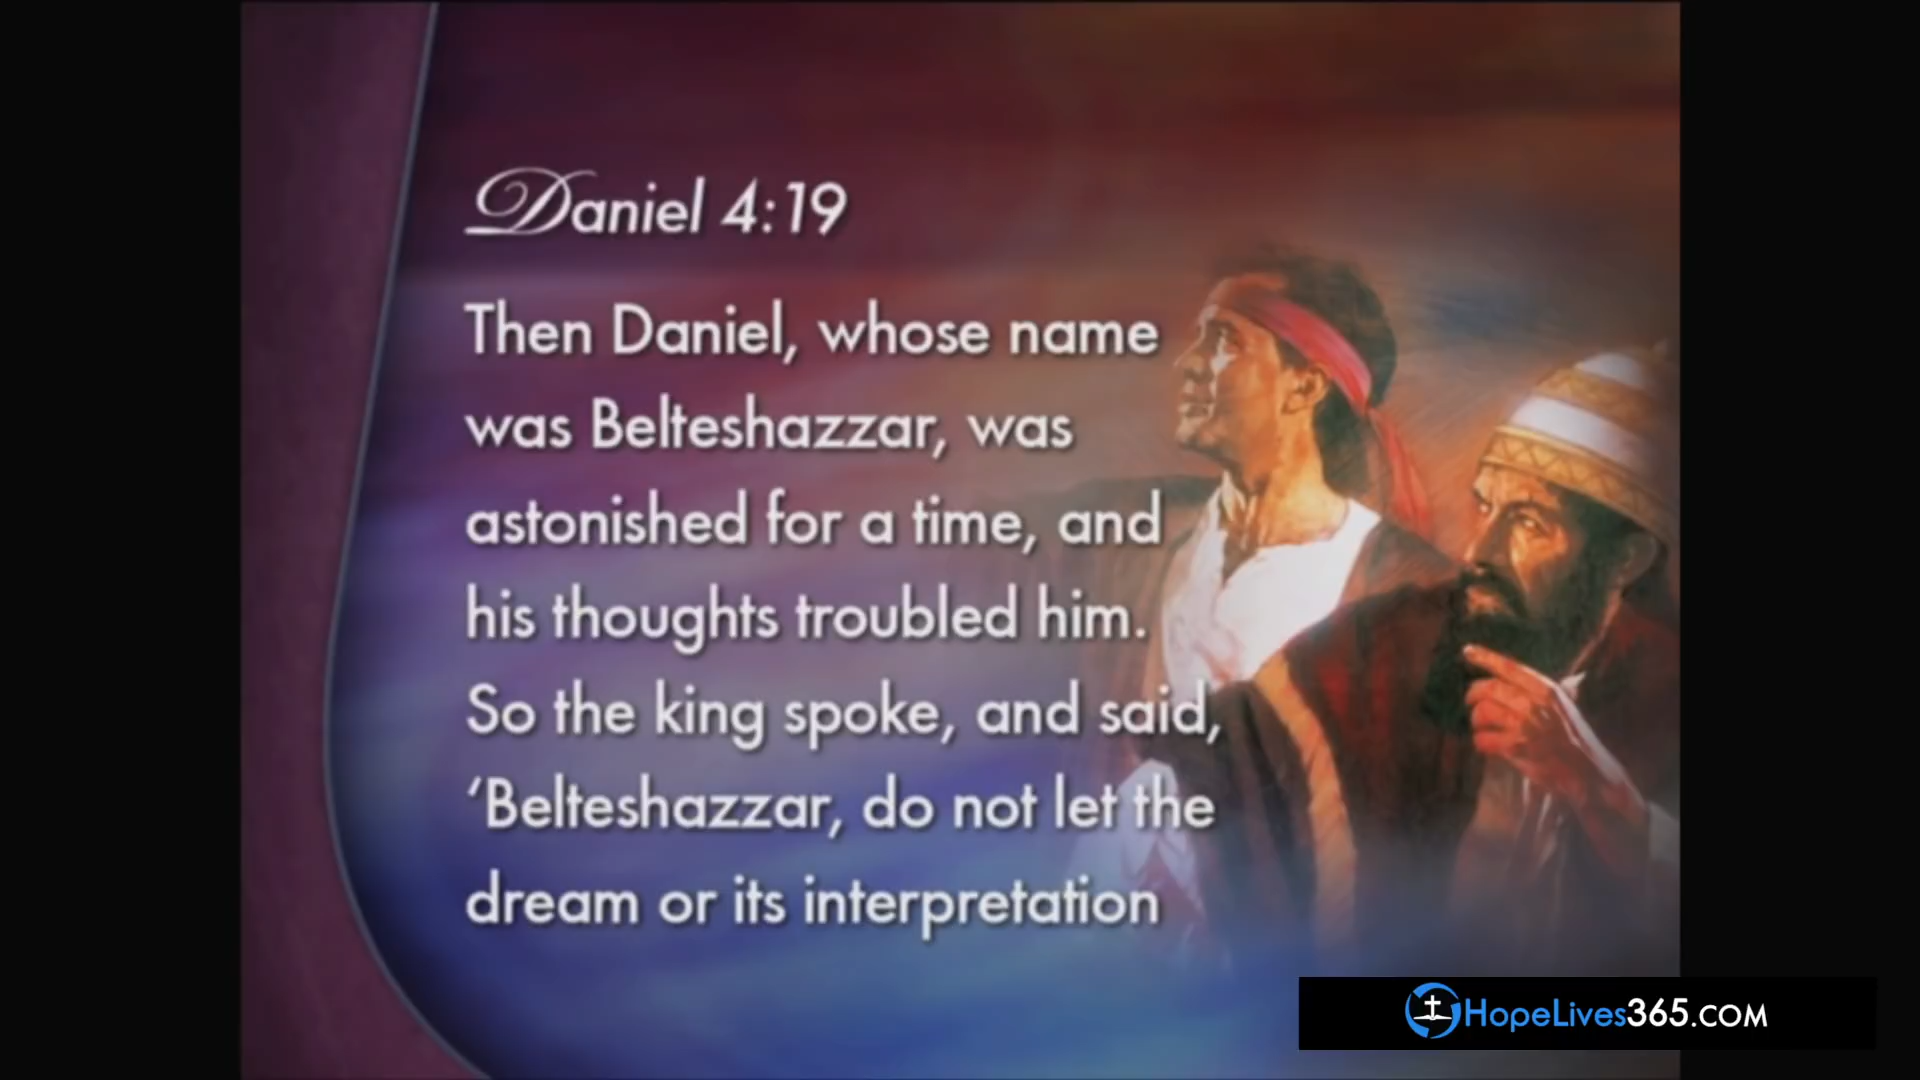 Daniel 4:19
Then Daniel, whose name
was Belteshazzar, was
astonished for a time, and
his thoughts troubled him.
So the king spoke, and said,
‘Belteshazzar, do not let the
dream or its interpretation
HopeLives365.COM